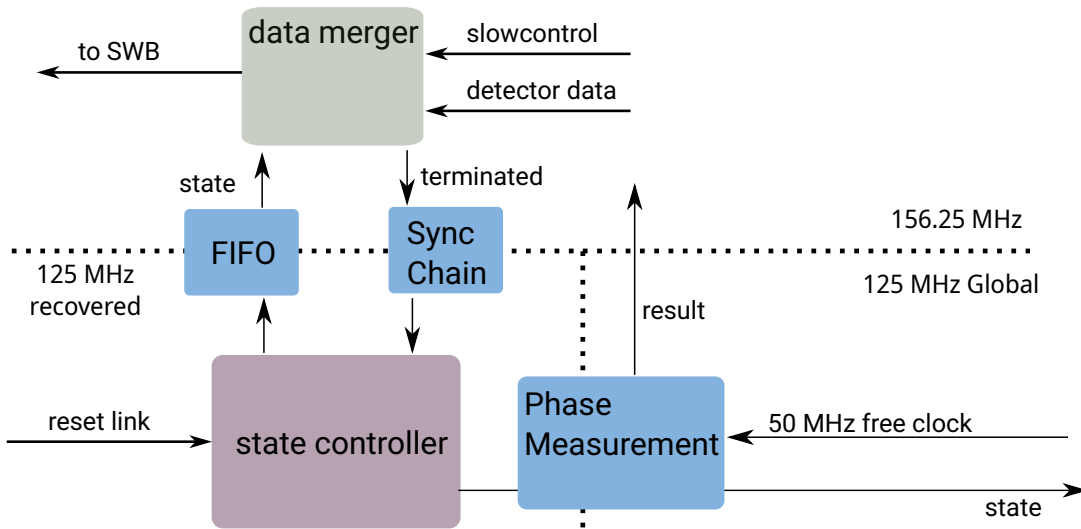 data merger
to SWB
slowcontrol
detector data
state
terminated
FIFO
Sync
Chain
156.25 MHz
125 MHz
recovered
125 MHz Global
result
reset link
state controller
Phase
Measurement
50 MHz free clock
state